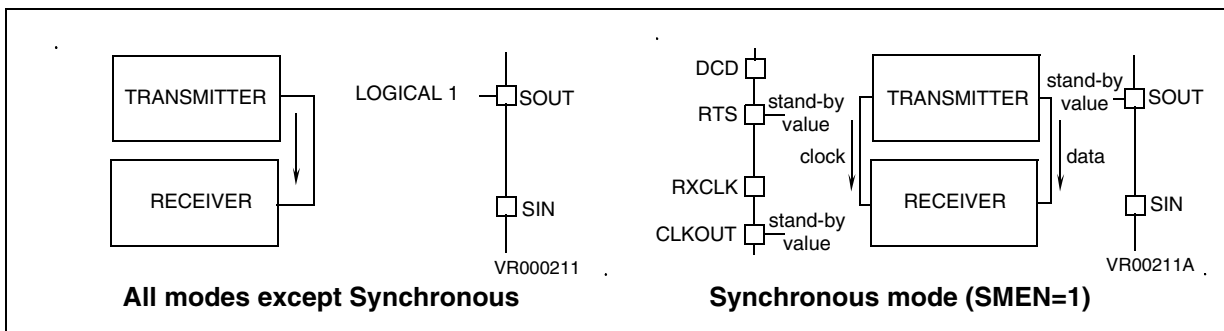 TRANSMITTER
RECEIVER
LOGICAL 1
SOUT
SIN
VR000211
All modes except Synchronous
DCD
RTS
stand-by
value
clock
RXCLK
CLKOUT
stand-by
value
TRANSMITTER
RECEIVER
stand-by
value
SOUT
data
SIN
VR00211A
Synchronous mode (SMEN=1)